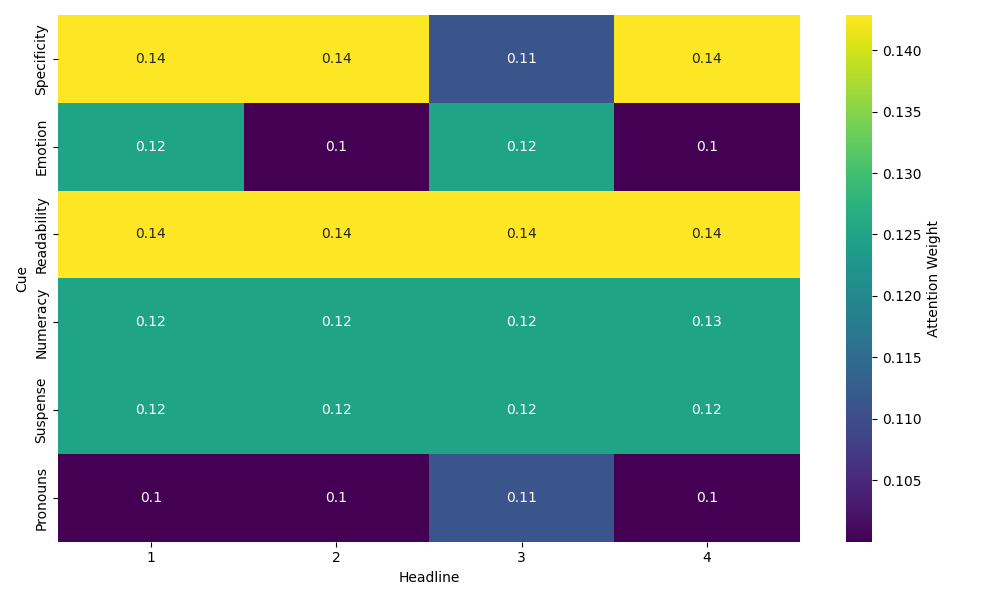 Specificity
0.14 0.14 0.11 0.14
0.140
0.135
Emotion
0.12 0.1 0.12 0.1
0.130
Readability
0.14 0.14 0.14 0.14
0.125
Cue
Attention Weight
0.120
Numeracy
0.12 0.12 0.12 0.13
0.115
0.110
Suspense
0.12 0.12 0.12 0.12
0.105
Pronouns
0.1 0.1 0.11 0.1
1 2 3 4
Headline